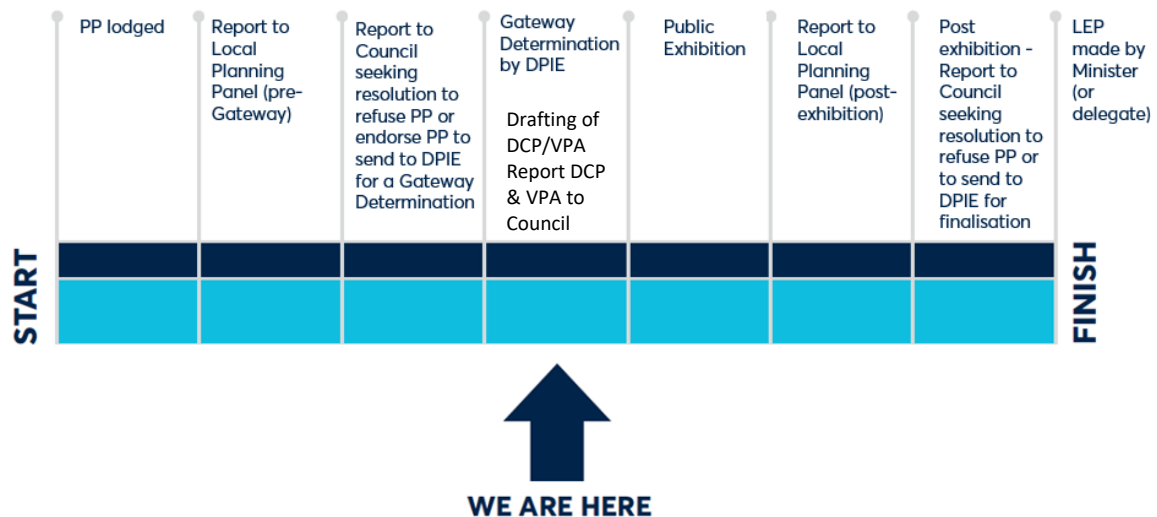 PP lodged
Report to
Local
Planning
Panel (pre-
Gateway)
Report to
Council
seeking
resolution to
refuse PP or
endorse PP to
send to DPIE
for a Gateway
Determination
Gateway
Determination
by DPIE
Drafting of
DCP/VPA
Report DCP
& VPA to
Council
Public
Exhibition
Report to
Local
Planning
Panel (post-
exhibition)
Post
exhibition -
Report to
Council
seeking
resolution to
refuse PP or
to send to
DPIE for
finalisation
LEP
made by
Minister
(or
delegate)
START
FINISH
WE ARE HERE